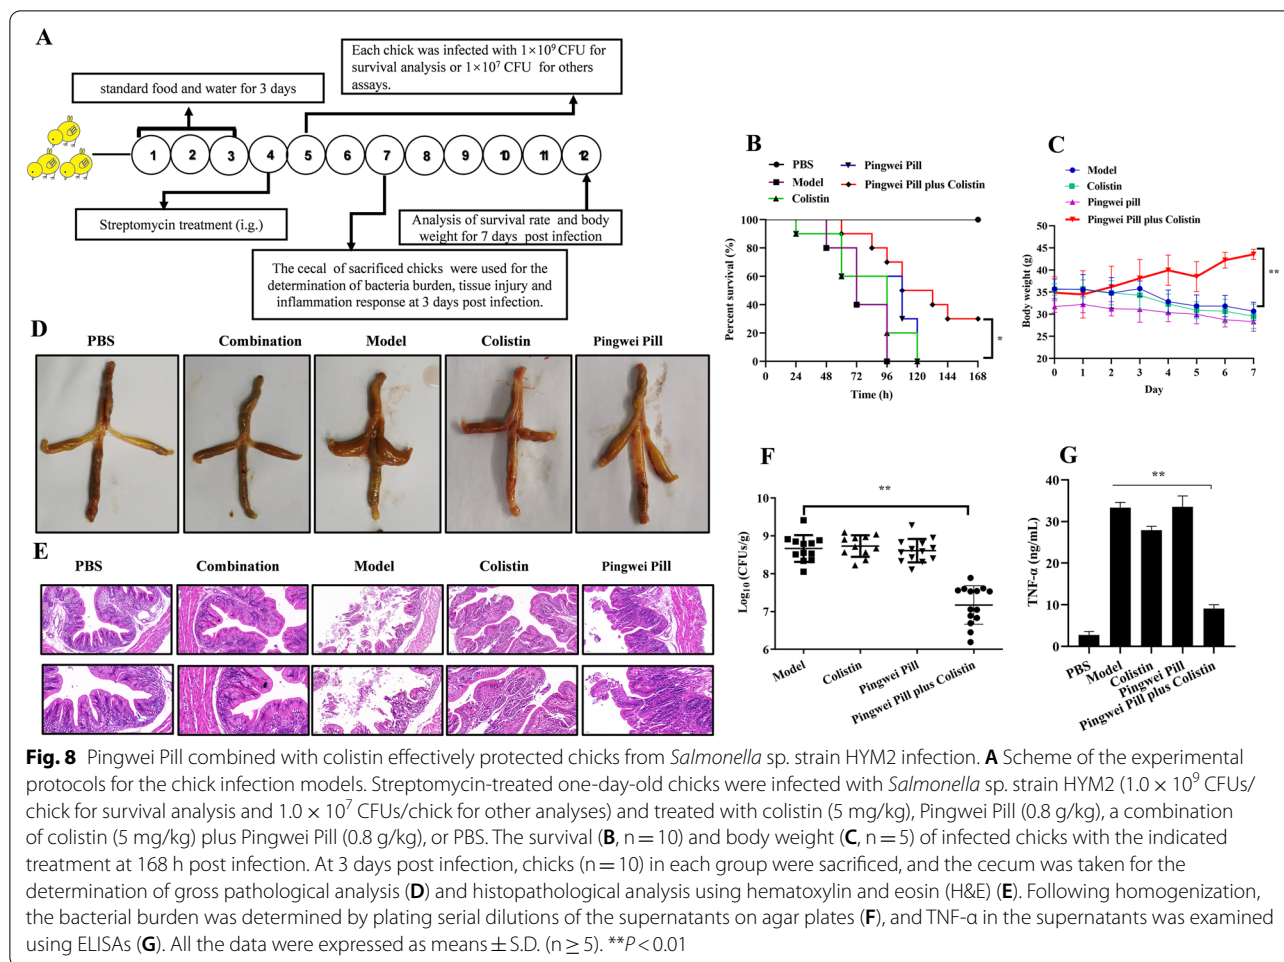 A
standard food and water for 3 days
Each chick was infected with 1×10⁹ CFU for
survival analysis or 1×10⁷ CFU for others
assays.
1 2 3 4 5 6 7 8 9 10 11 12
Streptomycin treatment (i.g.)
Analysis of survival rate and body
weight for 7 days post infection
The cecal of sacrificed chicks were used for the
determination of bacteria burden, tissue injury and
inflammation response at 3 days post infection.
B
PBS
Model
Colistin
Pingwei Pill
Pingwei Pill plus Colistin
Percent survival (%)
100
80
60
40
20
0
0 24 48 72 96 120 144 168
Time (h)
*
C
Model
Colistin
Pingwei pill
Pingwei Pill plus Colistin
Body weight (g)
50
45
40
35
30
25
20
0 1 2 3 4 5 6 7
Day
**
D
PBS Combination Model Colistin Pingwei Pill
E
PBS Combination Model Colistin Pingwei Pill
F
**
Log₁₀ (CFUs/g)
10
9
8
7
6
Model
Colistin
Pingwei Pill
Pingwei Pill plus Colistin
G
**
TNF-α (ng/mL)
40
30
20
10
0
PBS
Model
Colistin
Pingwei Pill
Pingwei Pill plus Colistin
Fig. 8 Pingwei Pill combined with colistin effectively protected chicks from Salmonella sp. strain HYM2 infection. A Scheme of the experimental
protocols for the chick infection models. Streptomycin-treated one-day-old chicks were infected with Salmonella sp. strain HYM2 (1.0 × 10⁹ CFUs/
chick for survival analysis and 1.0 × 10⁷ CFUs/chick for other analyses) and treated with colistin (5 mg/kg), Pingwei Pill (0.8 g/kg), a combination
of colistin (5 mg/kg) plus Pingwei Pill (0.8 g/kg), or PBS. The survival (B, n = 10) and body weight (C, n = 5) of infected chicks with the indicated
treatment at 168 h post infection. At 3 days post infection, chicks (n = 10) in each group were sacrificed, and the cecum was taken for the
determination of gross pathological analysis (D) and histopathological analysis using hematoxylin and eosin (H&E) (E). Following homogenization,
the bacterial burden was determined by plating serial dilutions of the supernatants on agar plates (F), and TNF-α in the supernatants was examined
using ELISAs (G). All the data were expressed as means ± S.D. (n ≥ 5). **P < 0.01